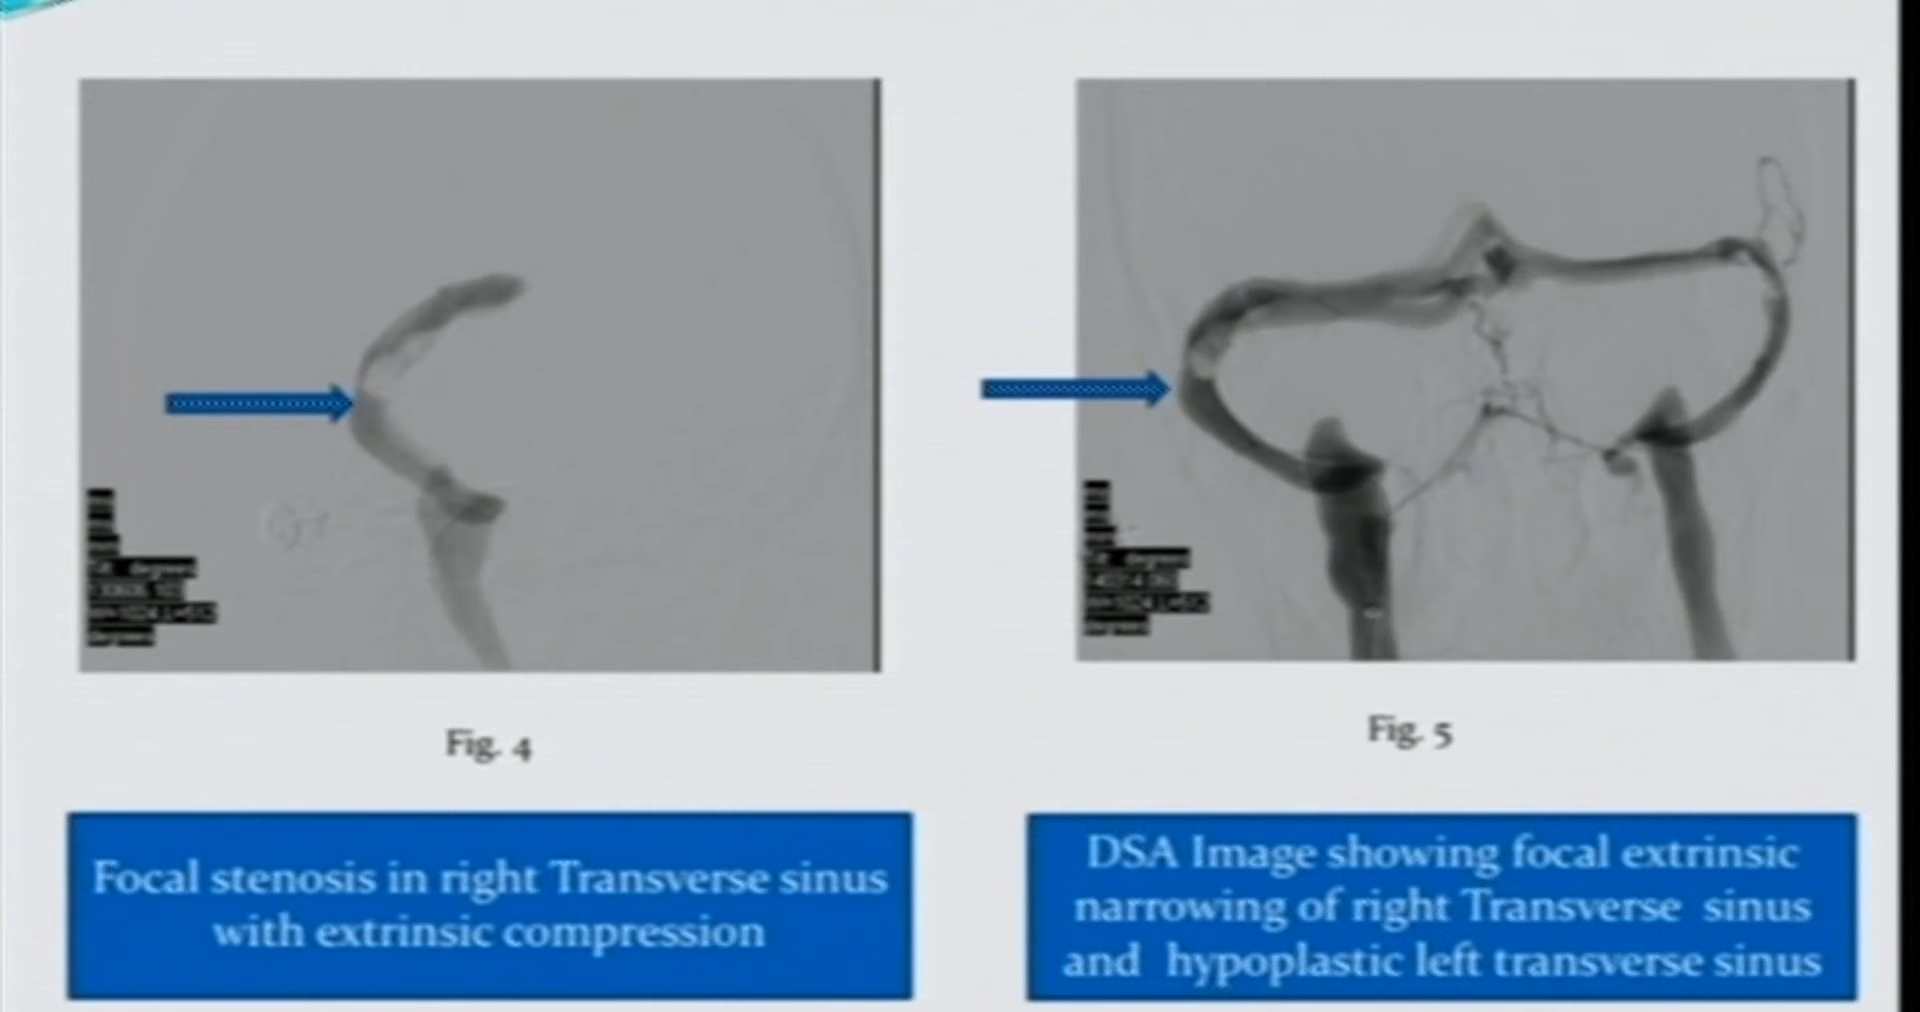 Fig. 4
Fig. 5
Focal stenosis in right Transverse sinus
with extrinsic compression
DSA Image showing focal extrinsic
narrowing of right Transverse sinus
and hypoplastic left transverse sinus